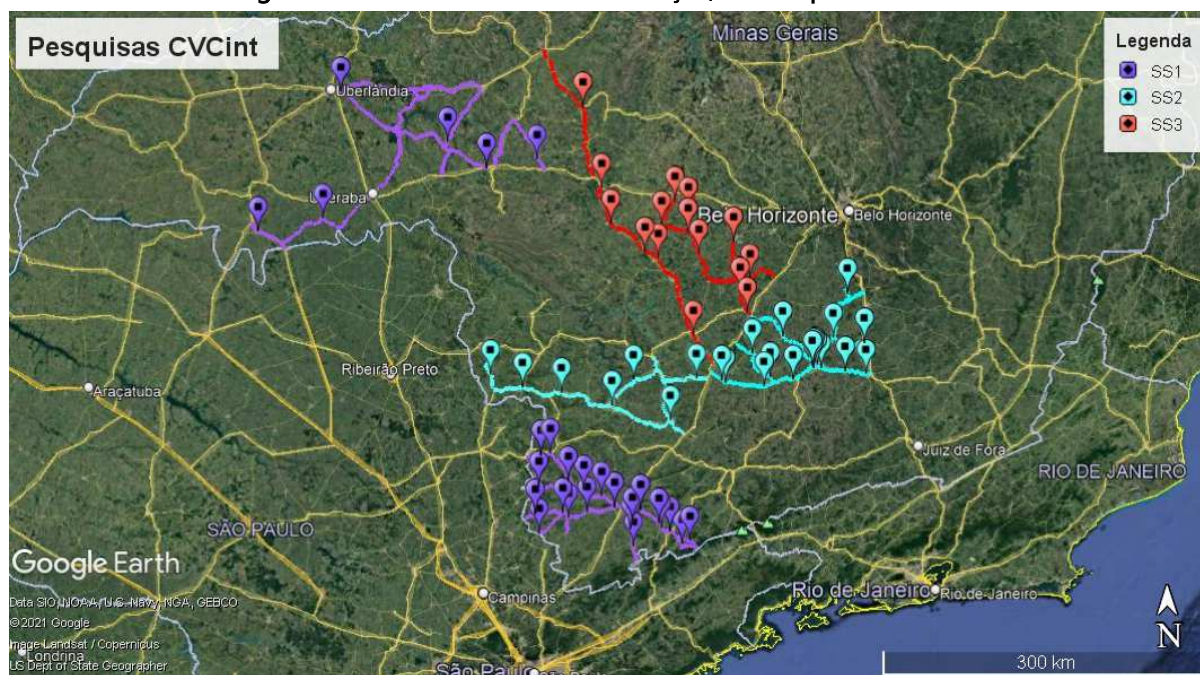 Pesquisas CVCint
Minas Gerais
Legenda
SS1
SS2
SS3
Uberlândia
Uberaba
Belo Horizonte
Belo Horizonte
Ribeirão Preto
Araçatuba
Juiz de Fora
RIO DE JANEIRO
SÃO PAULO
Google Earth
Rio de Janeiro
Rio de Janeiro
Campinas
Data SIO, NOAA, U.S. Navy, NGA, GEBCO
© 2021 Google
Image Landsat / Copernicus
Londrina
US Dept of State Geographer
São Paulo
300 km
N